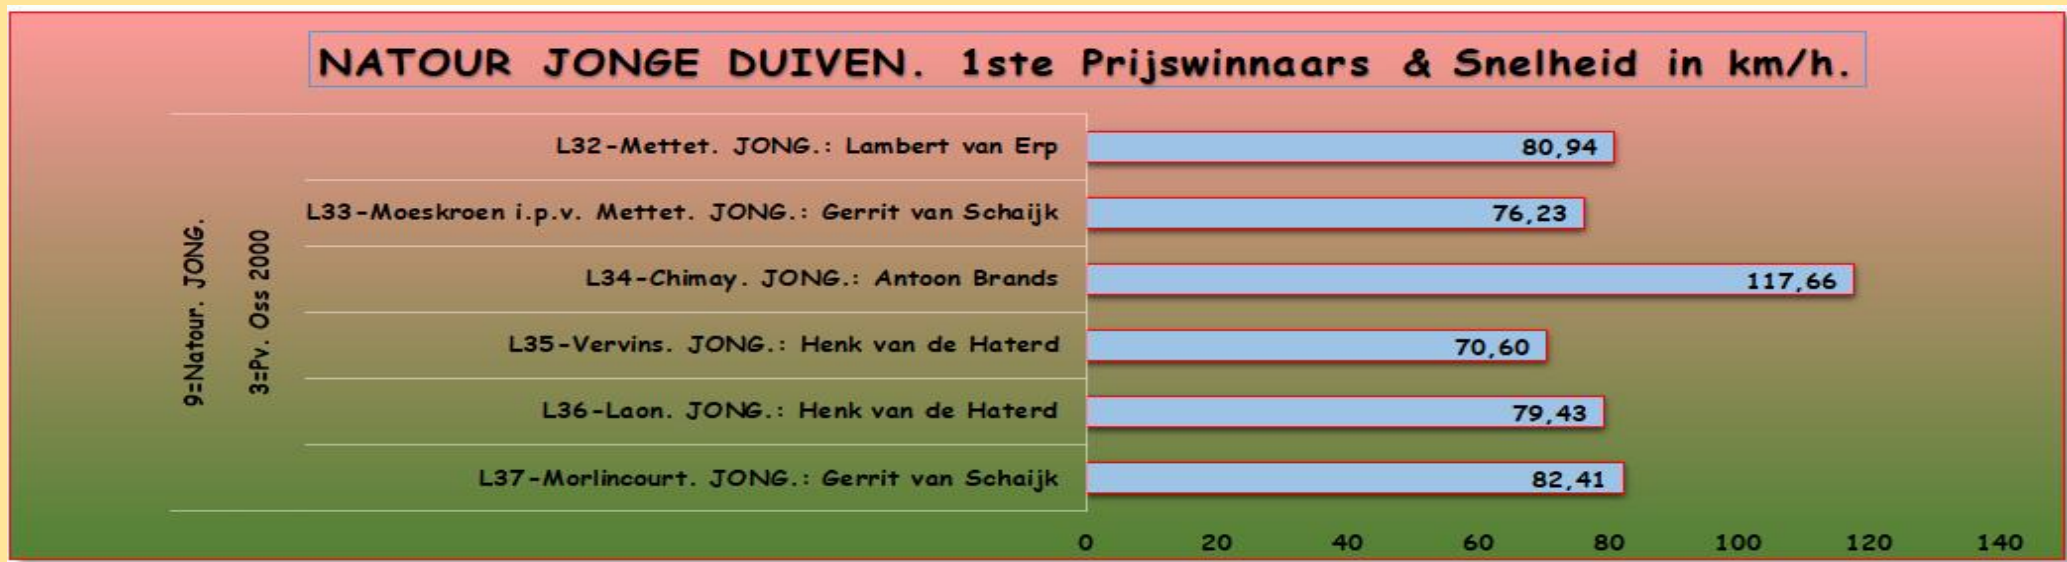 NATOUR JONGE DUIVEN. 1ste Prijswinnaars & Snelheid in km/h.
9=Natour. JONG.
3=Pv. Oss 2000
L32-Mettet. JONG.: Lambert van Erp 80,94
L33-Moeskroen i.p.v. Mettet. JONG.: Gerrit van Schaijk 76,23
L34-Chimay. JONG.: Antoon Brands 117,66
L35-Vervins. JONG.: Henk van de Haterd 70,60
L36-Laon. JONG.: Henk van de Haterd 79,43
L37-Morlincourt. JONG.: Gerrit van Schaijk 82,41
0 20 40 60 80 100 120 140